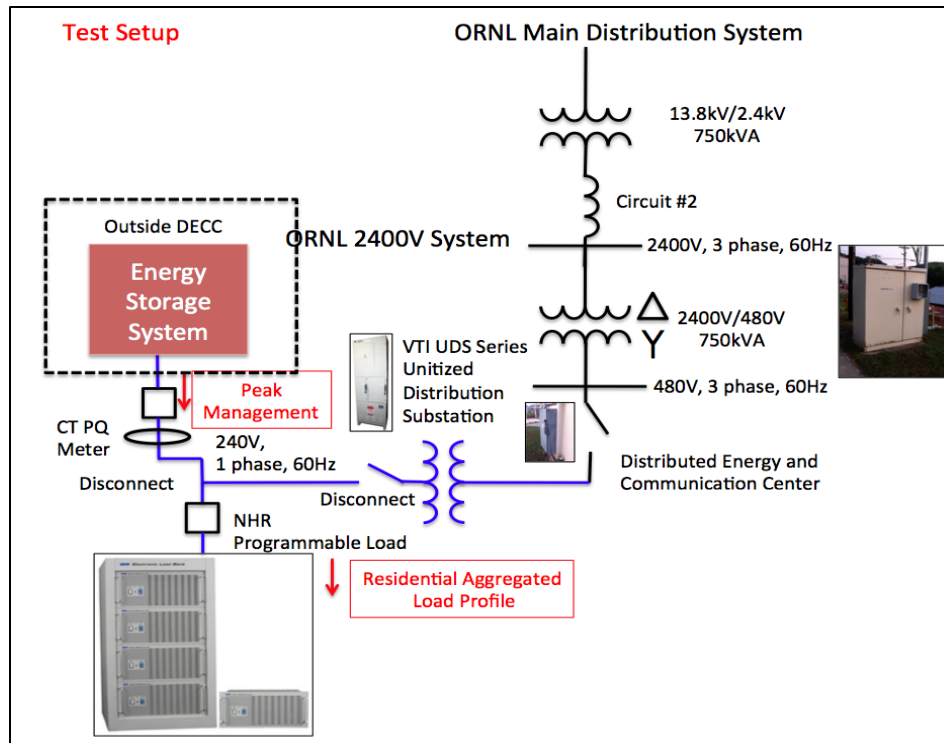 Test Setup
ORNL Main Distribution System
13.8kV/2.4kV
750kVA
Circuit #2
Outside DECC
ORNL 2400V System
2400V, 3 phase, 60Hz
Energy
Storage
System
2400V/480V
750kVA
VTI UDS Series
Unitized
Distribution
Substation
480V, 3 phase, 60Hz
Peak
Management
CT PQ
Meter
240V,
1 phase, 60Hz
Disconnect
Disconnect
Distributed Energy and
Communication Center
NHR
Programmable Load
Residential Aggregated
Load Profile
Electronic Load Bank